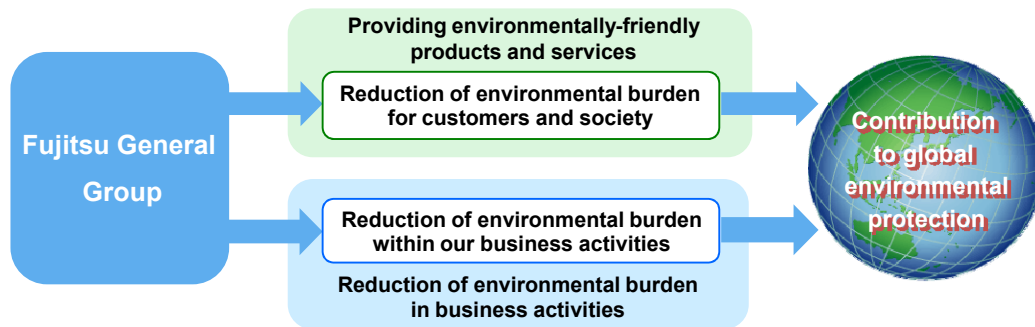 Fujitsu General
Group
Providing environmentally-friendly
products and services
Reduction of environmental burden
for customers and society
Reduction of environmental burden
within our business activities
Reduction of environmental burden
in business activities
Contribution
to global
environmental
protection